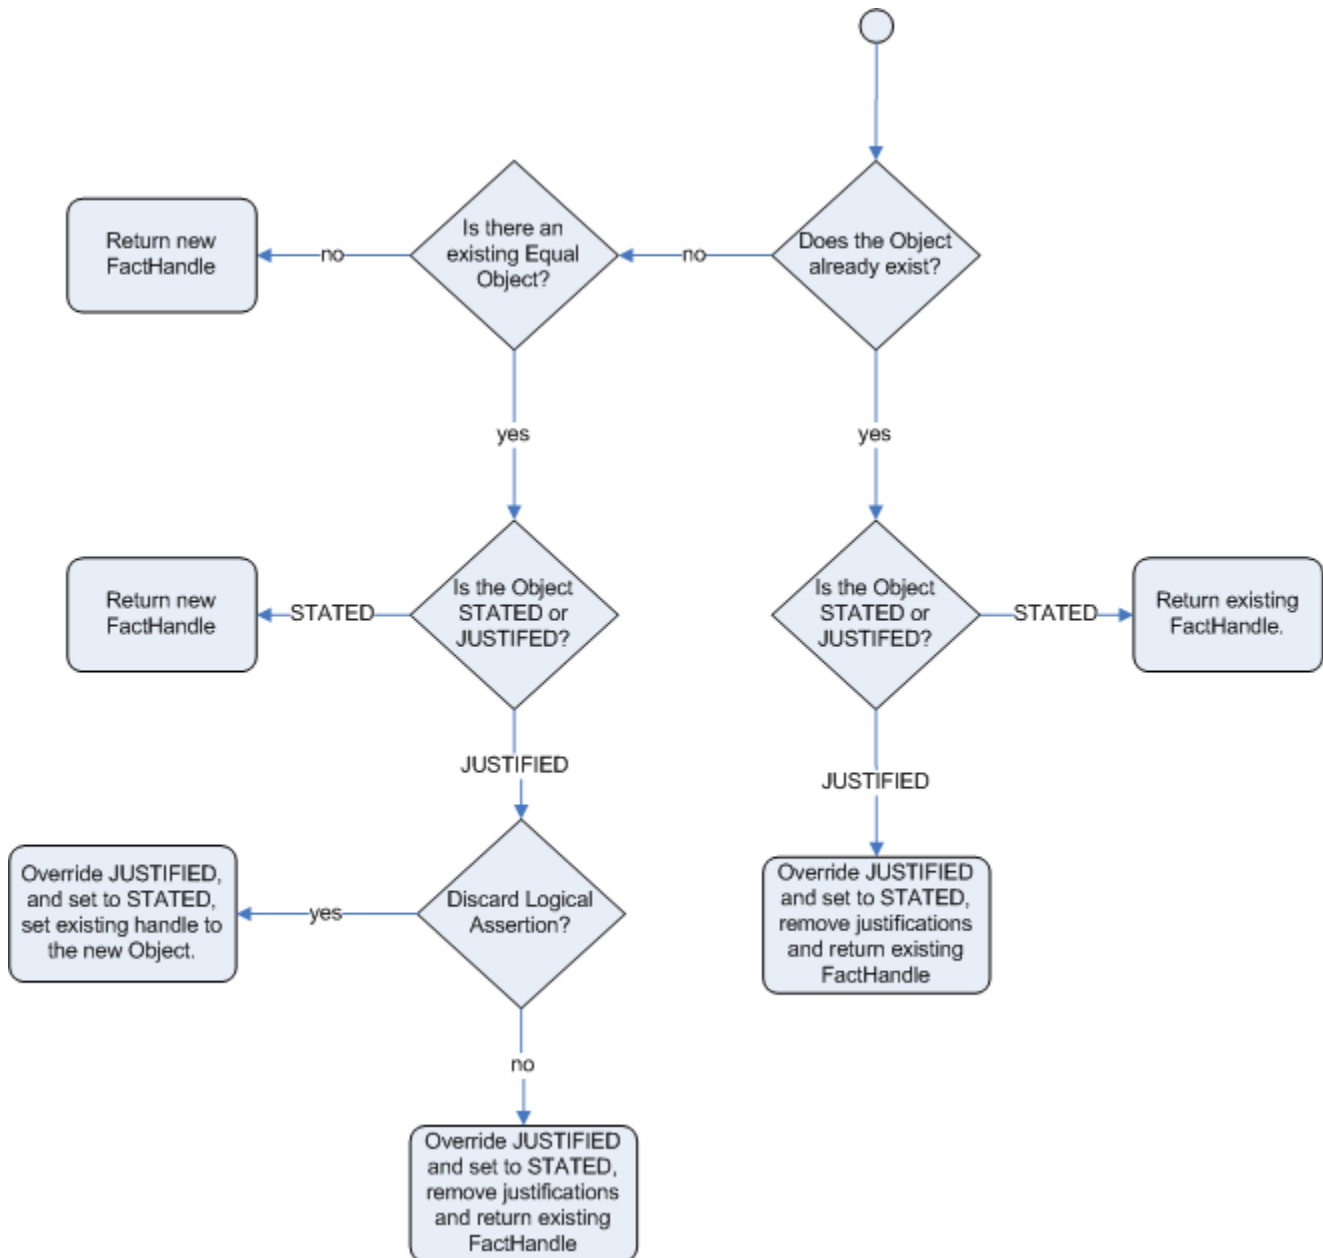 Does the Object
already exist?
no
Is there an
existing Equal
Object?
no
Return new
FactHandle
yes
yes
Is the Object
STATED or
JUSTIFED?
STATED
Return new
FactHandle
Is the Object
STATED or
JUSTIFED?
STATED
Return existing
FactHandle.
JUSTIFIED
JUSTIFIED
Discard Logical
Assertion?
yes
Override JUSTIFIED,
and set to STATED,
set existing handle to
the new Object.
Override JUSTIFIED
and set to STATED,
remove justifications
and return existing
FactHandle
no
Override JUSTIFIED
and set to STATED,
remove justifications
and return existing
FactHandle